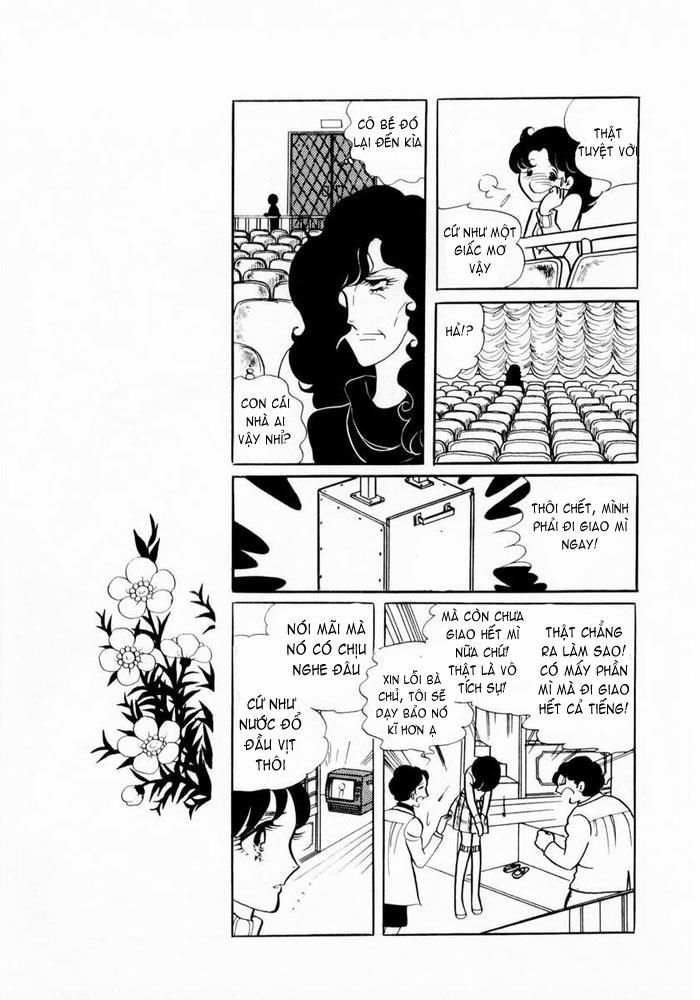 THẬT
TUYỆT VỜI
CỨ NHƯ MỘT
GIẤC MƠ
VẬY
HẢ!?
CÔ BÉ ĐÓ
LẠI ĐẾN KÌA
CON CÁI
NHÀ AI
VẬY NHỈ?
THÔI CHẾT, MÌNH
PHẢI ĐI GIAO MÌ
NGAY!
THẬT CHẲNG
RA LÀM SAO!
CÓ MẤY PHẦN
MÌ MÀ ĐI GIAO
HẾT CẢ TIẾNG!
MÀ CÒN CHƯA
GIAO HẾT MÌ
NỮA CHỨ!
THẬT LÀ VÔ
TÍCH SỰ!
XIN LỖI BÀ
CHỦ, TÔI SẼ
DẠY BẢO NÓ
KĨ HƠN Ạ
NÓI MÃI MÀ
NÓ CÓ CHỊU
NGHE ĐÂU
CỨ NHƯ
NƯỚC ĐỔ
ĐẦU VỊT
THÔI